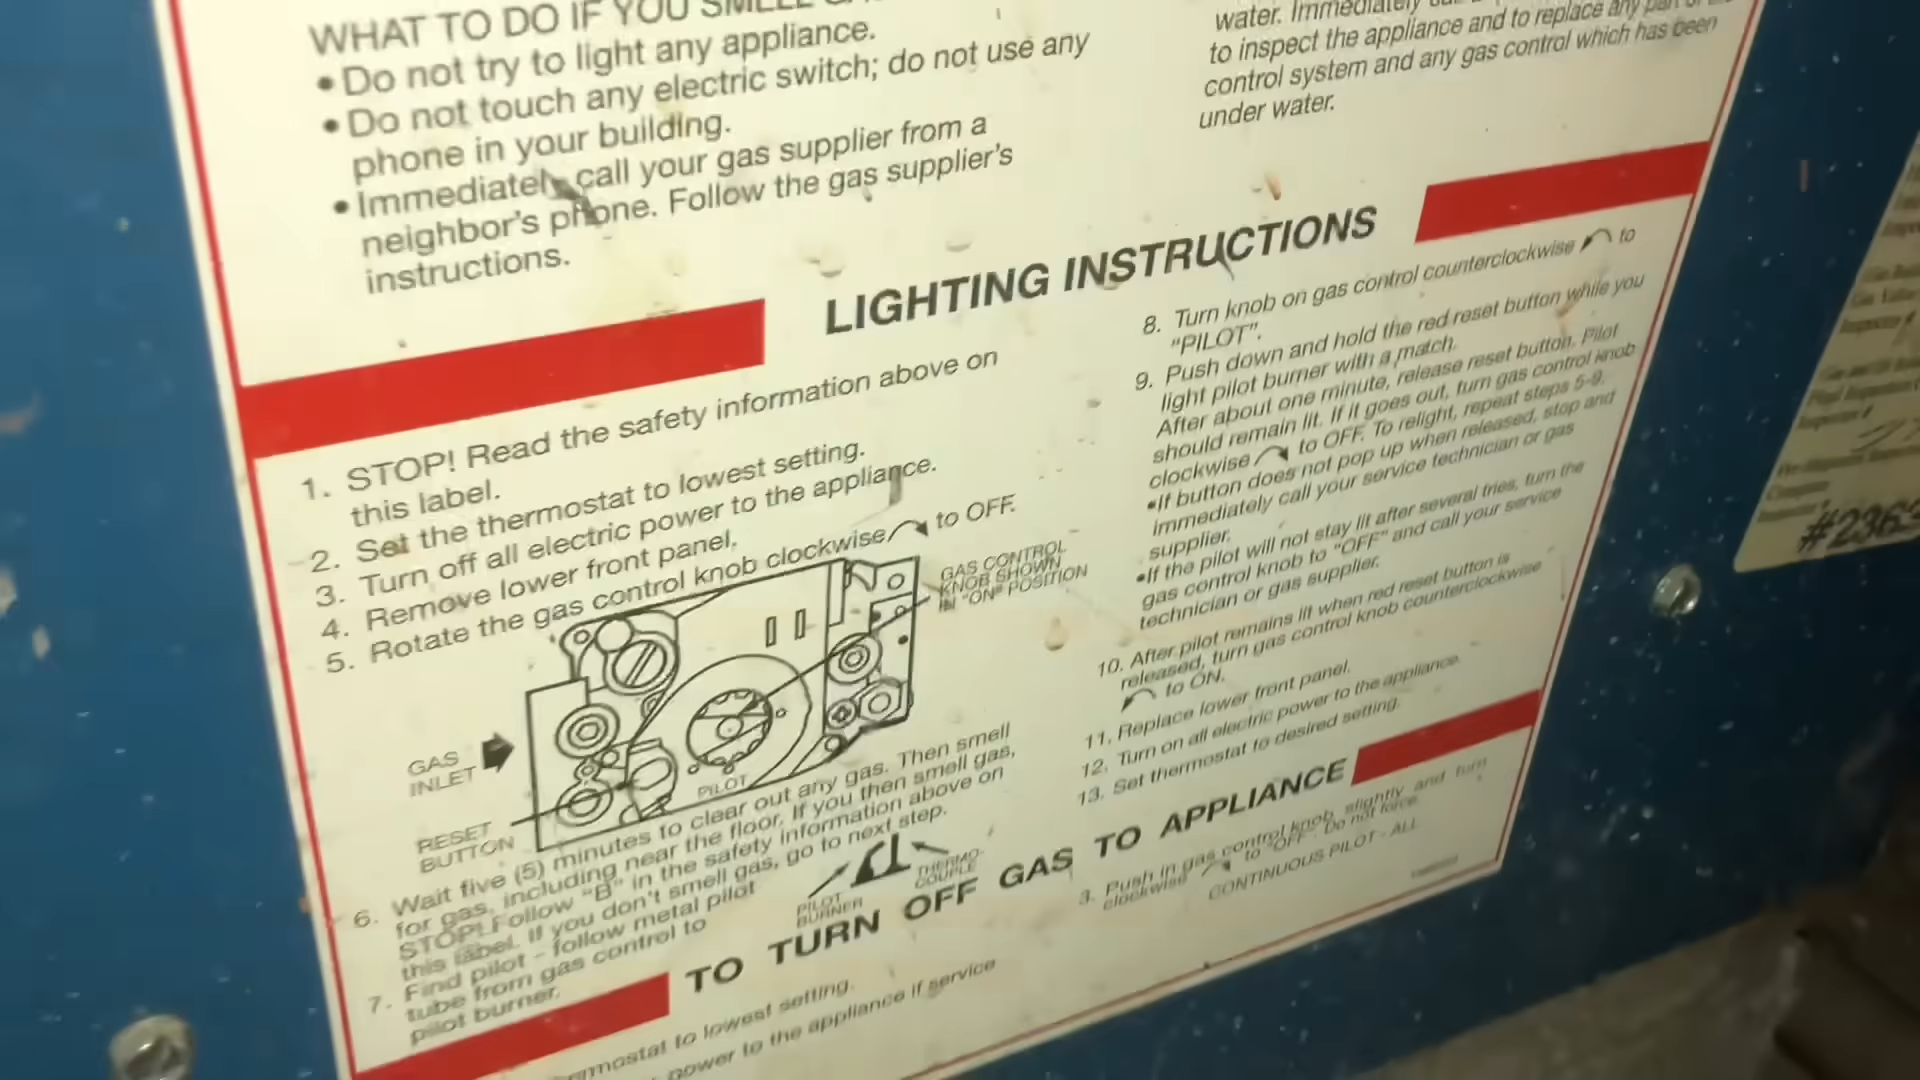 WHAT TO DO IF YOU SMELL
• Do not try to light any appliance.
• Do not touch any electric switch; do not use any
phone in your building.
• Immediately call your gas supplier from a
neighbor's phone. Follow the gas supplier's
instructions.
water. Immediately
to inspect the appliance and to replace any part of
control system and any gas control which has been
under water.
LIGHTING INSTRUCTIONS
1. STOP! Read the safety information above on
this label.
2. Set the thermostat to lowest setting.
3. Turn off all electric power to the appliance.
4. Remove lower front panel.
5. Rotate the gas control knob clockwise to OFF.
GAS CONTROL
KNOB SHOWN
IN "ON" POSITION
GAS
INLET
RESET
BUTTON
PILOT
6. Wait five (5) minutes to clear out any gas. Then smell
for gas, including near the floor. If you then smell gas,
STOP! Follow "B" in the safety information above on
this label. If you don't smell gas, go to next step.
7. Find pilot - follow metal pilot
tube from gas control to
pilot burner.
PILOT
BURNER
THERMO-
COUPLE
8. Turn knob on gas control counterclockwise to
"PILOT".
9. Push down and hold the red reset button while you
light pilot burner with a match.
After about one minute, release reset button. Pilot
should remain lit. If it goes out, turn gas control knob
clockwise to OFF. To relight, repeat steps 5-9.
•If button does not pop up when released, stop and
immediately call your service technician or gas
supplier.
•If the pilot will not stay lit after several tries, turn the
gas control knob to "OFF" and call your service
technician or gas supplier.
10. After pilot remains lit when red reset button is
released, turn gas control knob counterclockwise
to ON.
11. Replace lower front panel.
12. Turn on all electric power to the appliance.
13. Set thermostat to desired setting.
TO TURN OFF GAS TO APPLIANCE
to lowest setting.
power to the appliance if service
3. Push in gas control knob slightly and turn
clockwise to "OFF". Do not force.
CONTINUOUS PILOT - ALL
#2363